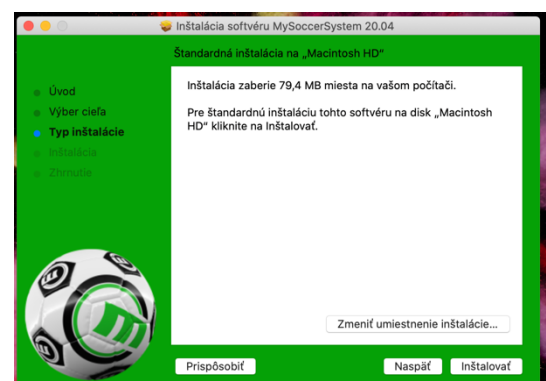 Inštalácia softvéru MySoccerSystem 20.04
Štandardná inštalácia na „Macintosh HD“
Úvod
Výber cieľa
Typ inštalácie
Inštalácia
Zhrnutie
Inštalácia zaberie 79,4 MB miesta na vašom počítači.
Pre štandardnú inštaláciu tohto softvéru na disk „Macintosh
HD“ kliknite na Inštalovať.
Zmeniť umiestnenie inštalácie...
Prispôsobiť
Naspäť
Inštalovať